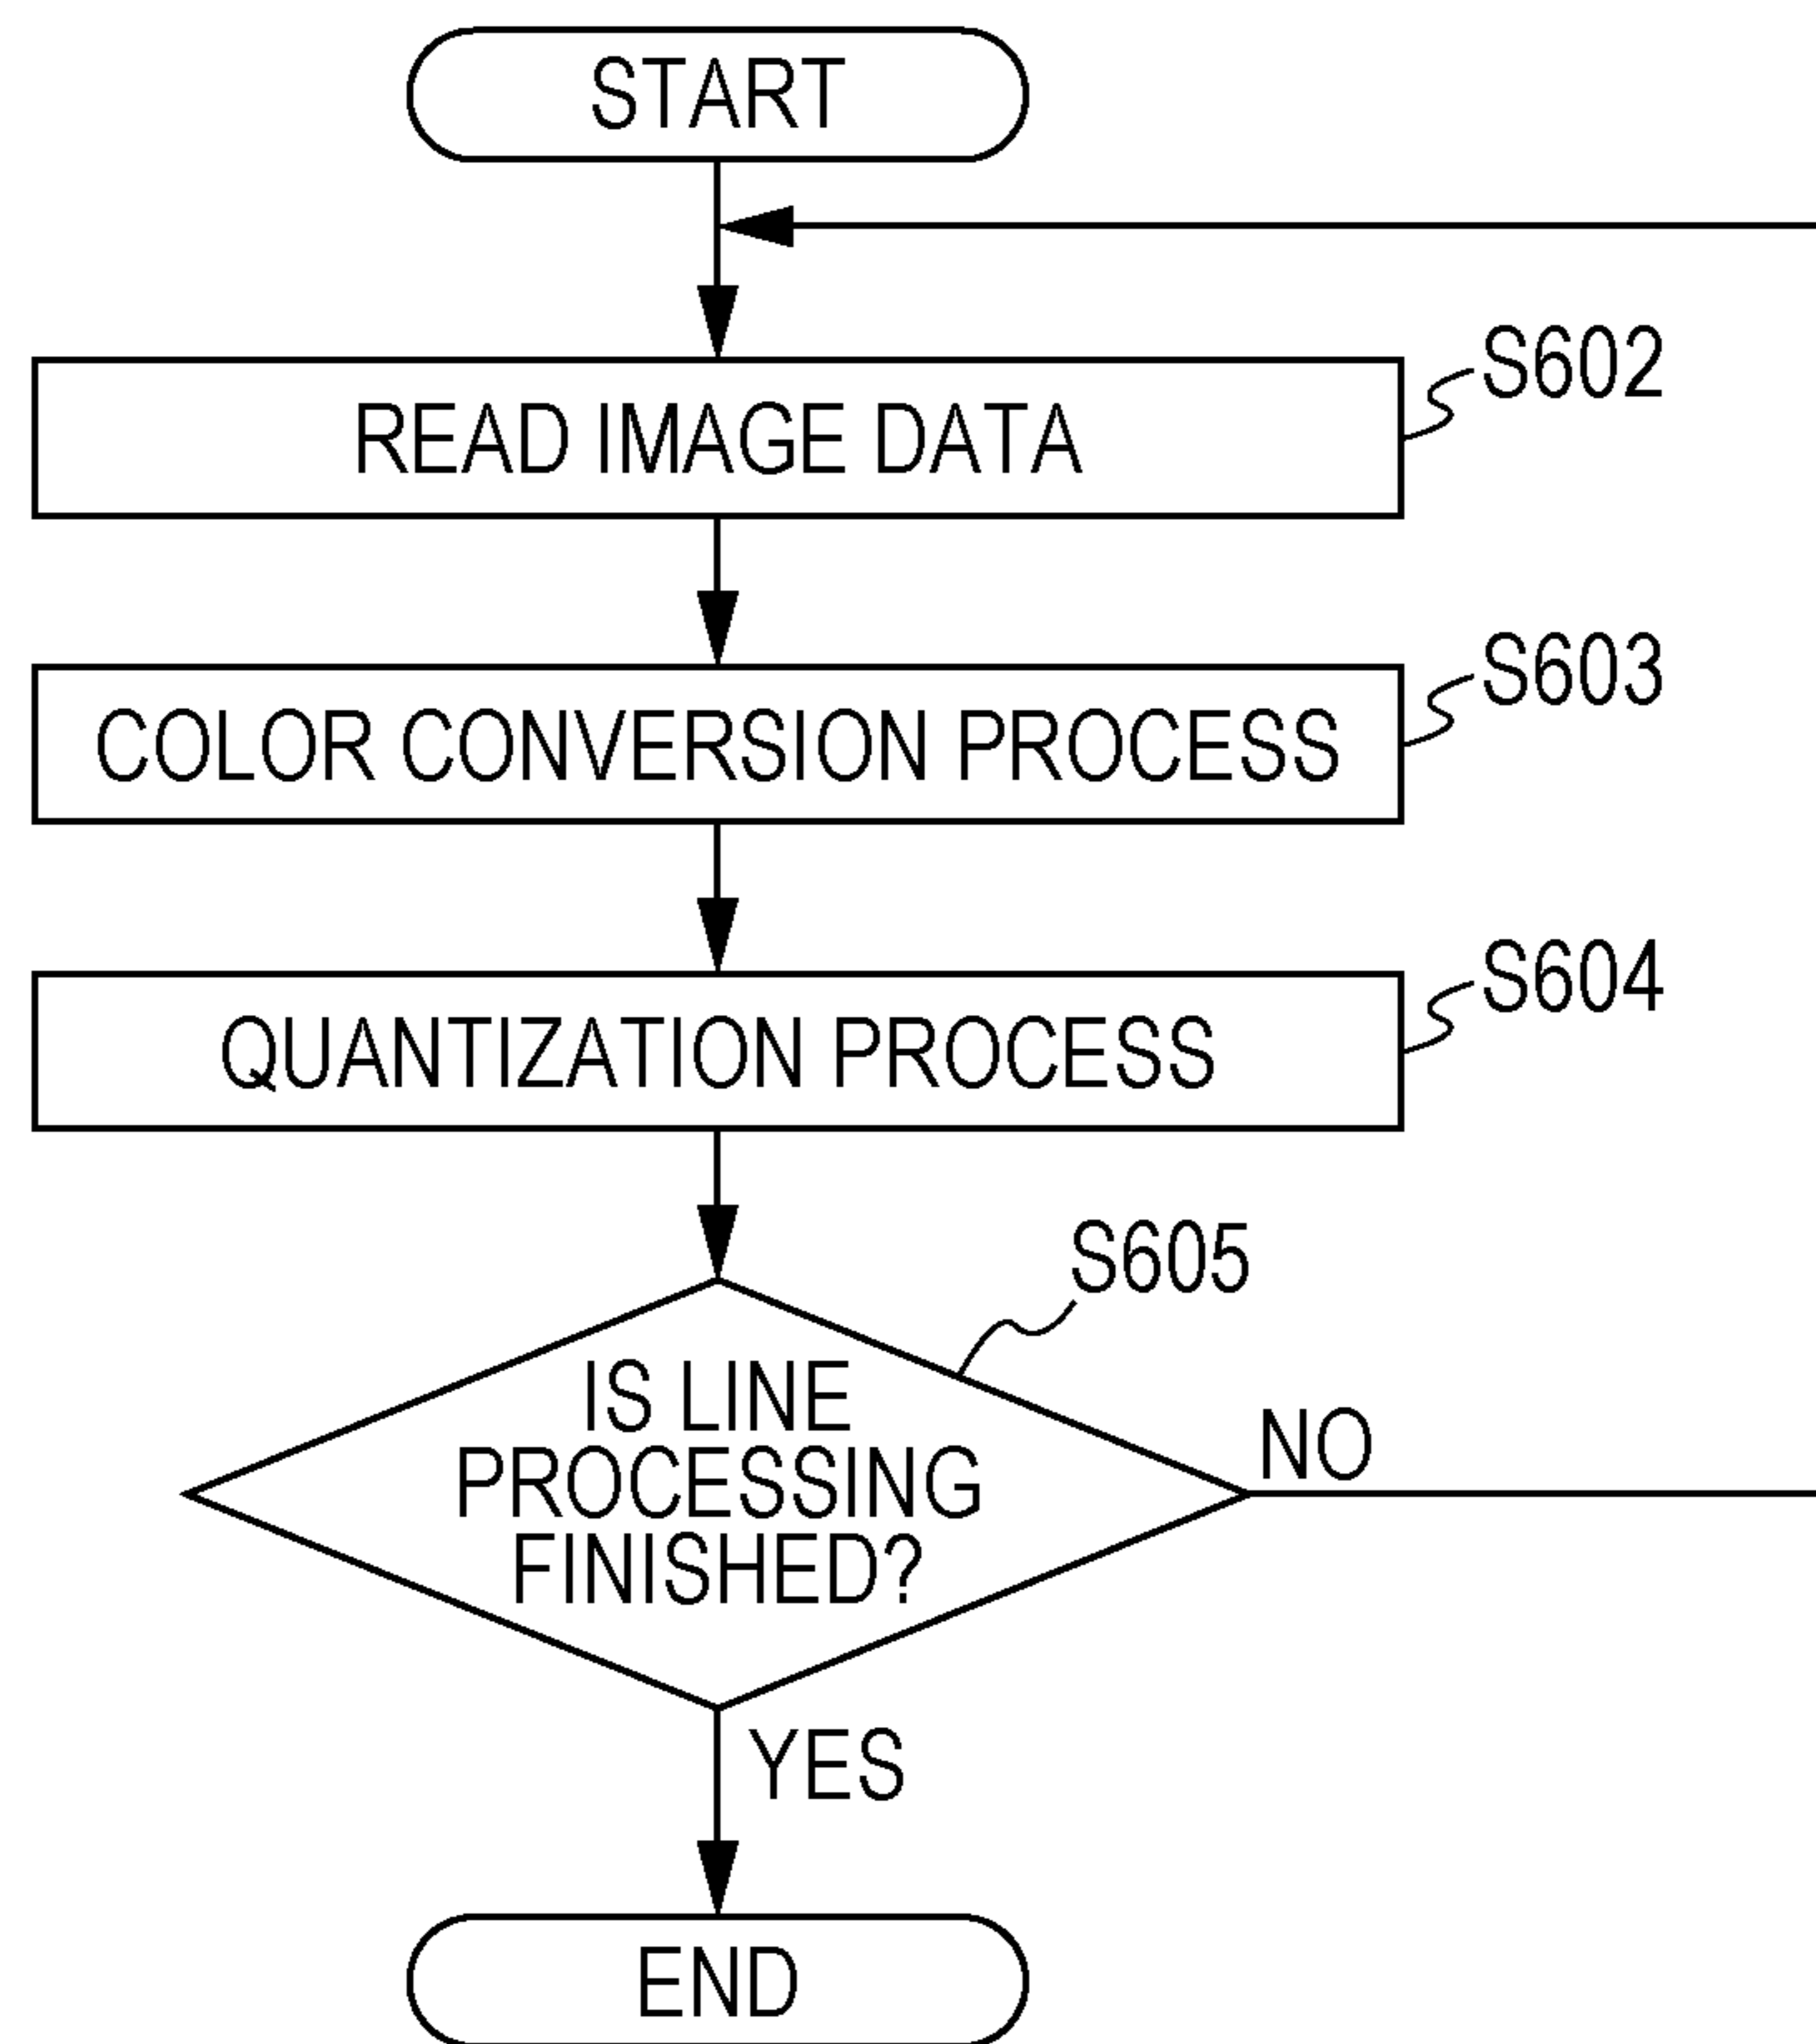 START
S602
READ IMAGE DATA
S603
COLOR CONVERSION PROCESS
S604
QUANTIZATION PROCESS
S605
IS LINE
PROCESSING
FINISHED?
NO
YES
END